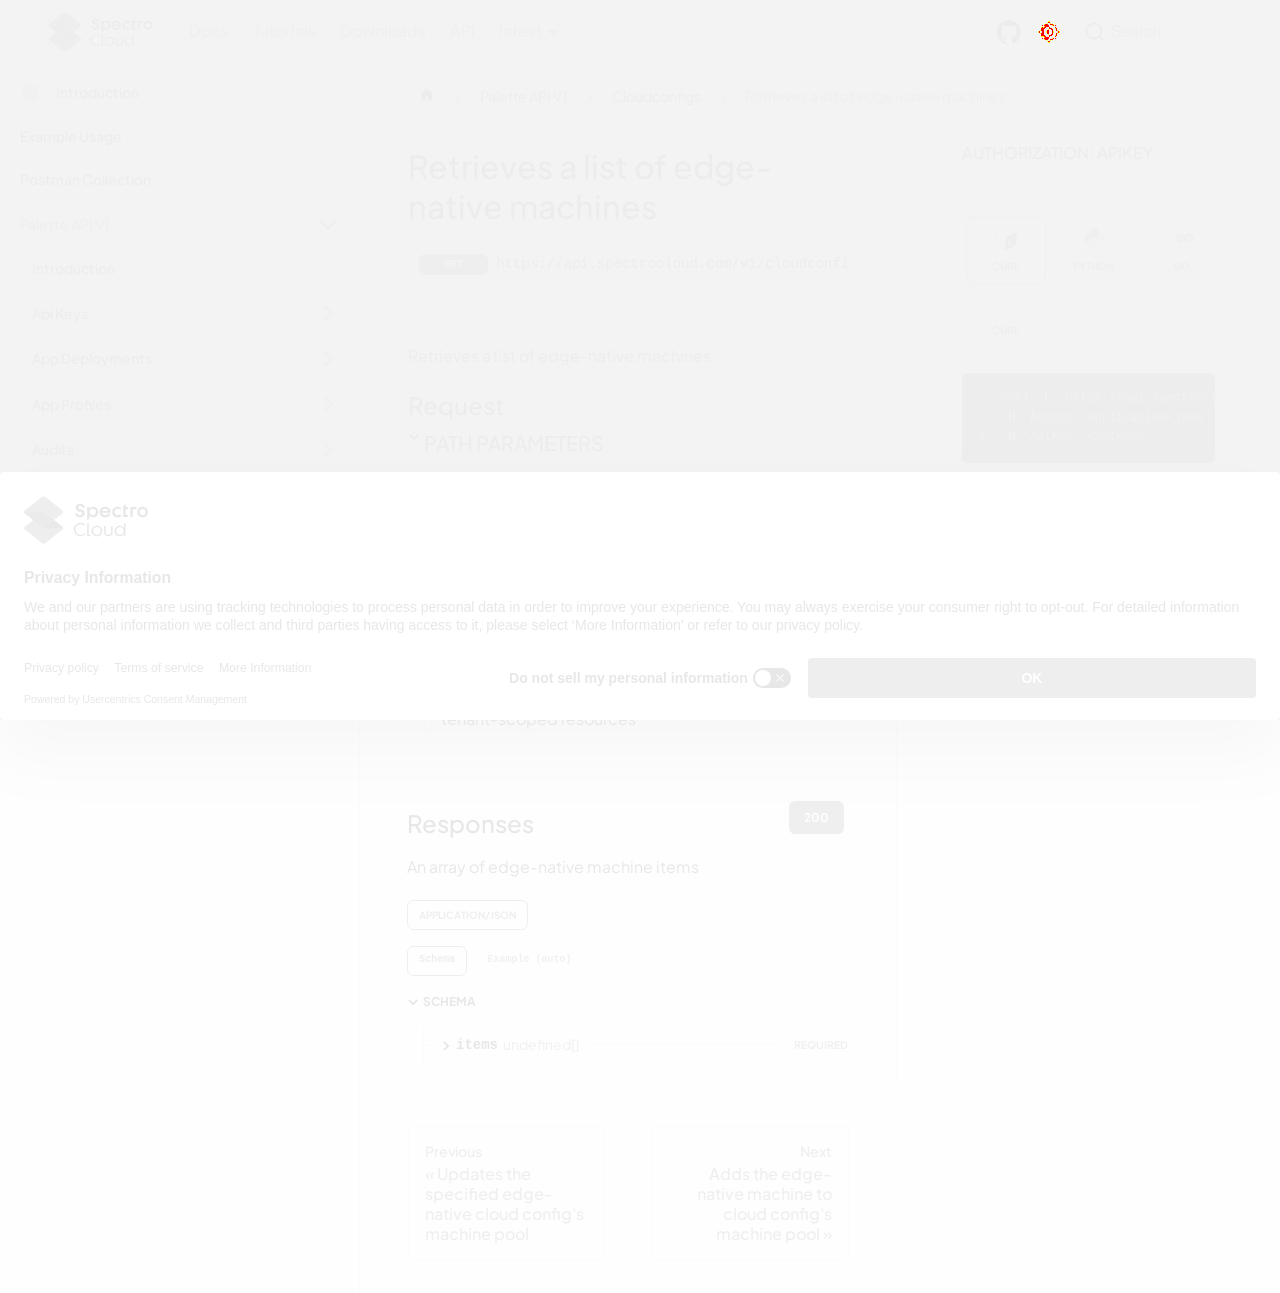 Spectro Cloud
Docs
Tutorials
Downloads
API
latest
Search
Introduction
Example Usage
Postman Collection
Palette API V1
Introduction
Api Keys
App Deployments
App Profiles
Audits
Palette API V1
Cloudconfigs
Retrieves a list of edge-native machines
Retrieves a list of edge-
native machines
GET
https://api.spectrocloud.com/v1/cloudconfi
Retrieves a list of edge-native machines
Request
PATH PARAMETERS
AUTHORIZATION: APIKEY
CURL
PYTHON
GO
CURL
Spectro
Cloud
Privacy Information
We and our partners are using tracking technologies to process personal data in order to improve your experience. You may always exercise your consumer right to opt-out. For detailed information
about personal information we collect and third parties having access to it, please select 'More Information' or refer to our privacy policy.
Privacy policy
Terms of service
More Information
Powered by Usercentrics Consent Management
Do not sell my personal information
OK
tenant-scoped resources
Responses
200
An array of edge-native machine items
APPLICATION/JSON
Schema
Example (auto)
SCHEMA
items undefined[]
REQUIRED
Previous
« Updates the
specified edge-
native cloud config's
machine pool
Next
Adds the edge-
native machine to
cloud config's
machine pool »